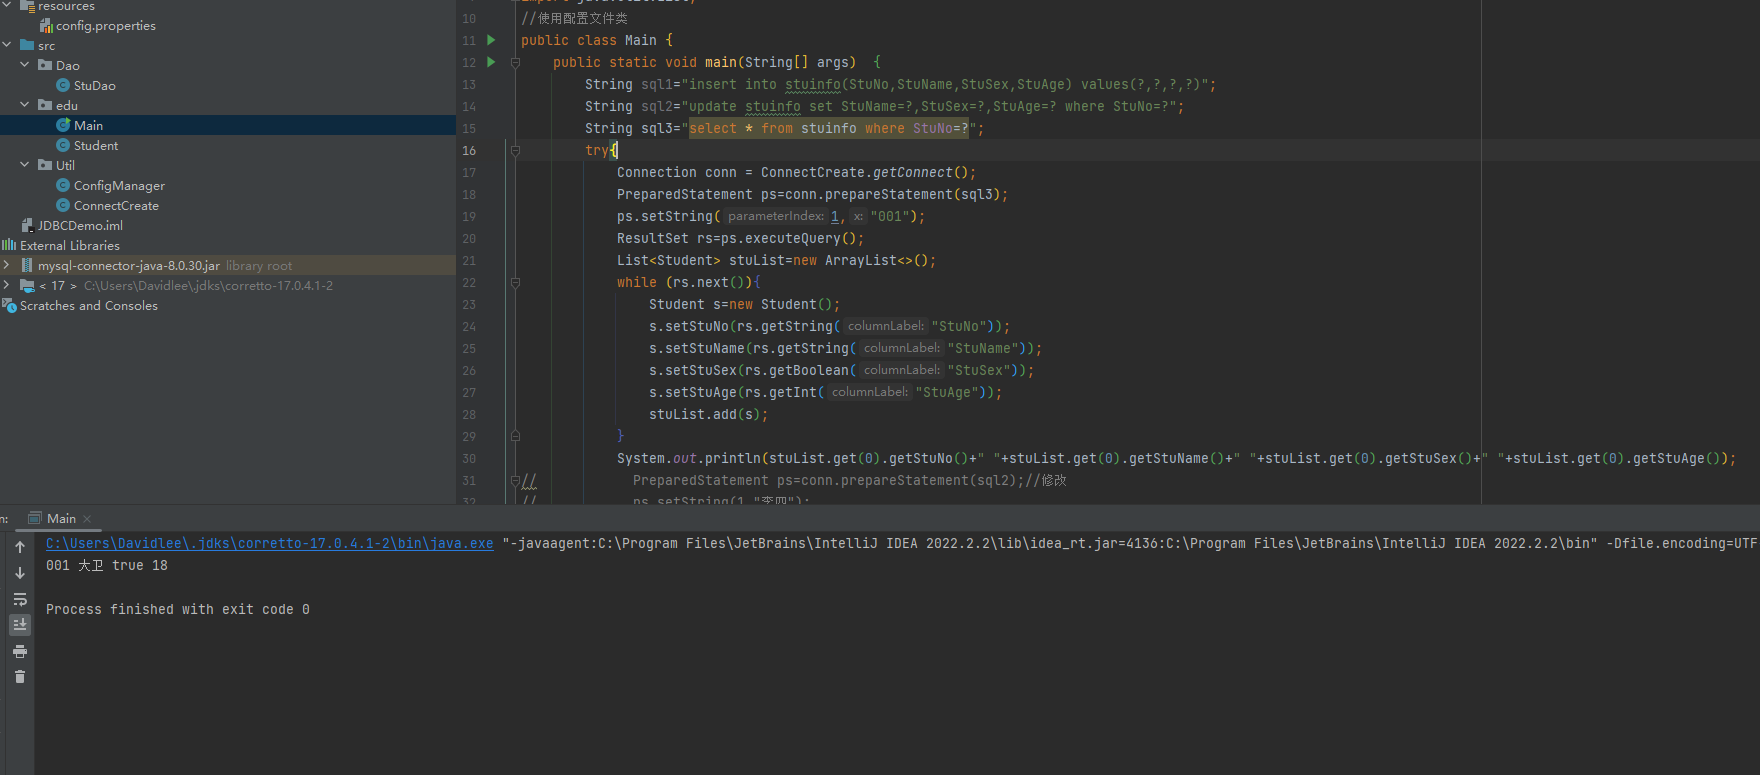 resources
config.properties
src
Dao
StuDao
edu
Main
Student
Util
ConfigManager
ConnectCreate
JDBCDemo.iml
External Libraries
mysql-connector-java-8.0.30.jar library root
< 17 > C:\Users\Davidlee\.jdks\corretto-17.0.4.1-2
Scratches and Consoles
10 //使用配置文件类
11 public class Main {
12 public static void main(String[] args) {
13 String sql1="insert into stuinfo(StuNo,StuName,StuSex,StuAge) values(?,?,?,?)";
14 String sql2="update stuinfo set StuName=?,StuSex=?,StuAge=? where StuNo=?";
15 String sql3="select * from stuinfo where StuNo=?";
16 try{
17 Connection conn = ConnectCreate.getConnect();
18 PreparedStatement ps=conn.prepareStatement(sql3);
19 ps.setString( parameterIndex: 1, x: "001");
20 ResultSet rs=ps.executeQuery();
21 List<Student> stuList=new ArrayList<>();
22 while (rs.next()){
23 Student s=new Student();
24 s.setStuNo(rs.getString( columnLabel: "StuNo"));
25 s.setStuName(rs.getString( columnLabel: "StuName"));
26 s.setStuSex(rs.getBoolean( columnLabel: "StuSex"));
27 s.setStuAge(rs.getInt( columnLabel: "StuAge"));
28 stuList.add(s);
29 }
30 System.out.println(stuList.get(0).getStuNo()+" "+stuList.get(0).getStuName()+" "+stuList.get(0).getStuSex()+" "+stuList.get(0).getStuAge());
31 // PreparedStatement ps=conn.prepareStatement(sql2);//修改
32 // ps.setString(1,"李四");
Main
C:\Users\Davidlee\.jdks\corretto-17.0.4.1-2\bin\java.exe "-javaagent:C:\Program Files\JetBrains\IntelliJ IDEA 2022.2.2\lib\idea_rt.jar=4136:C:\Program Files\JetBrains\IntelliJ IDEA 2022.2.2\bin" -Dfile.encoding=UTF
001 大卫 true 18
Process finished with exit code 0